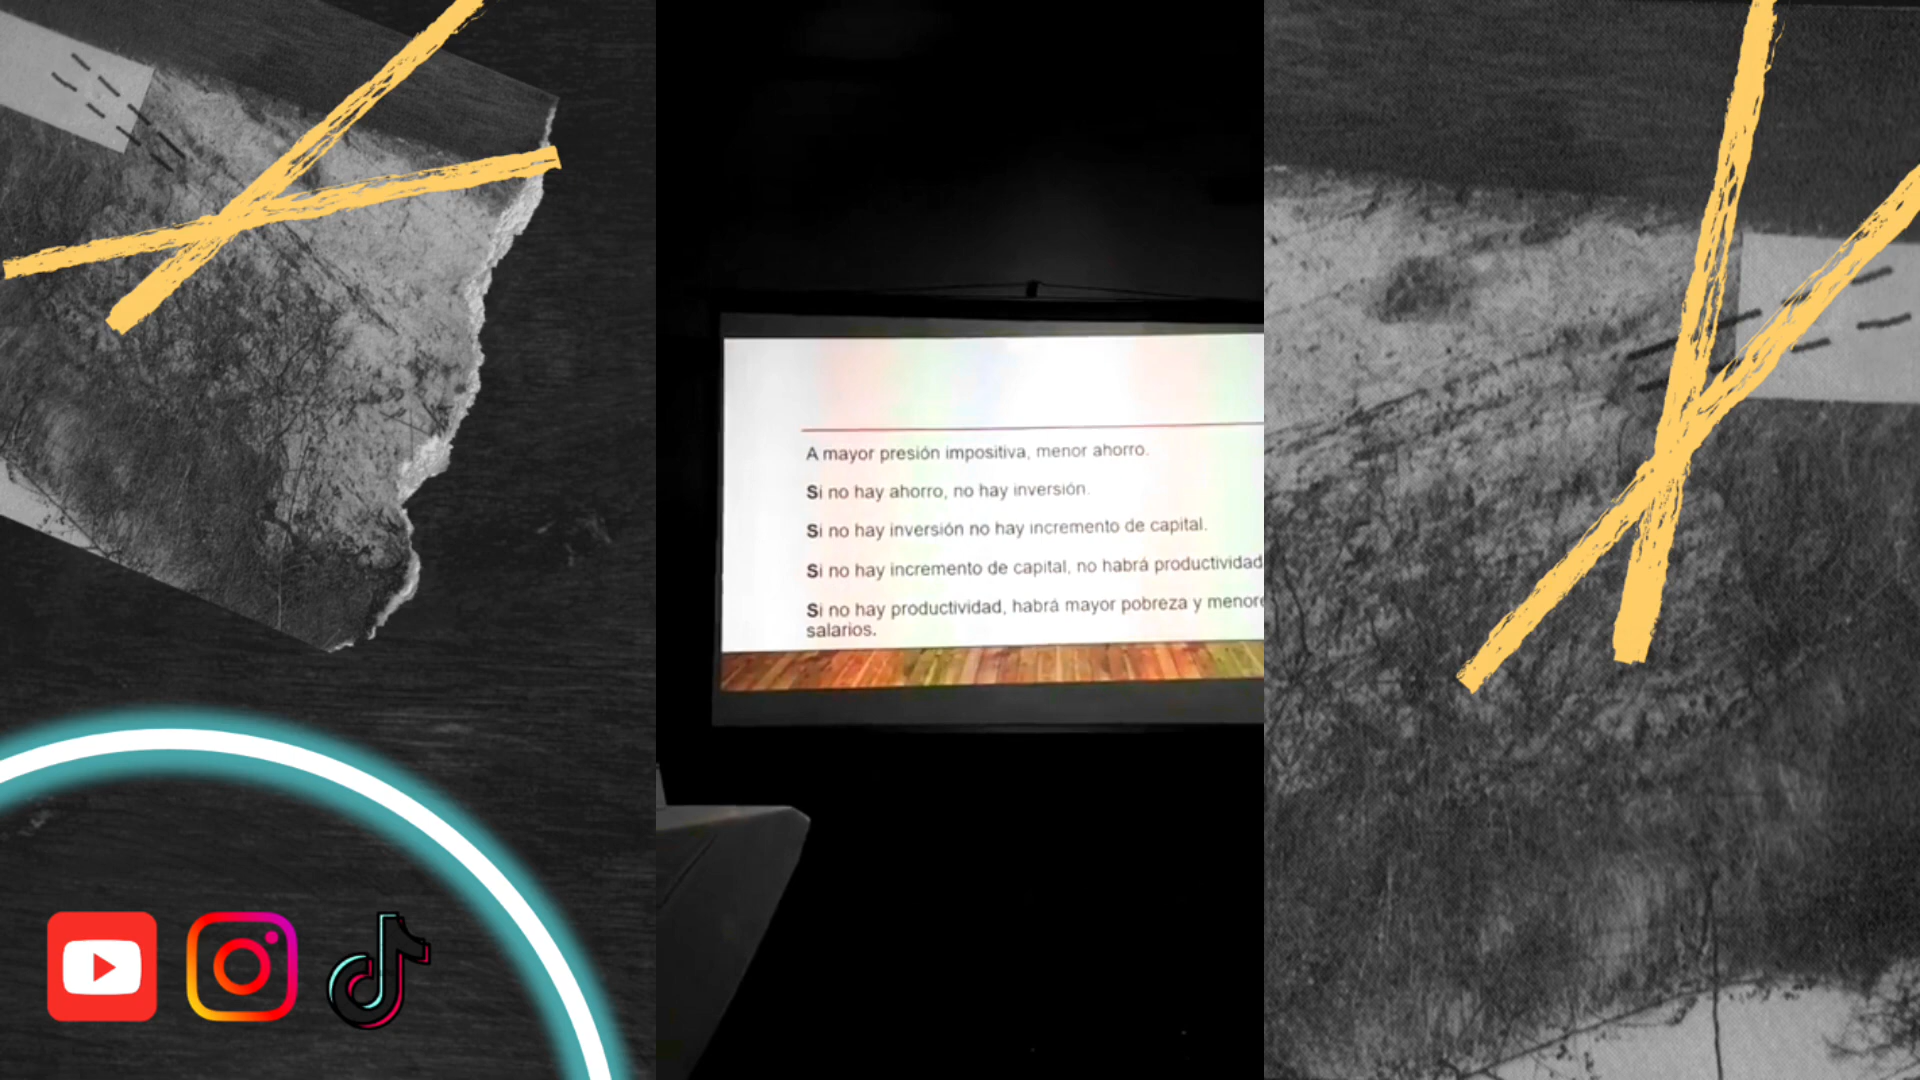 A mayor presión impositiva, menor ahorro.
Si no hay ahorro, no hay inversión.
Si no hay inversión no hay incremento de capital.
Si no hay incremento de capital, no habrá productividad
Si no hay productividad, habrá mayor pobreza y menore
salarios.